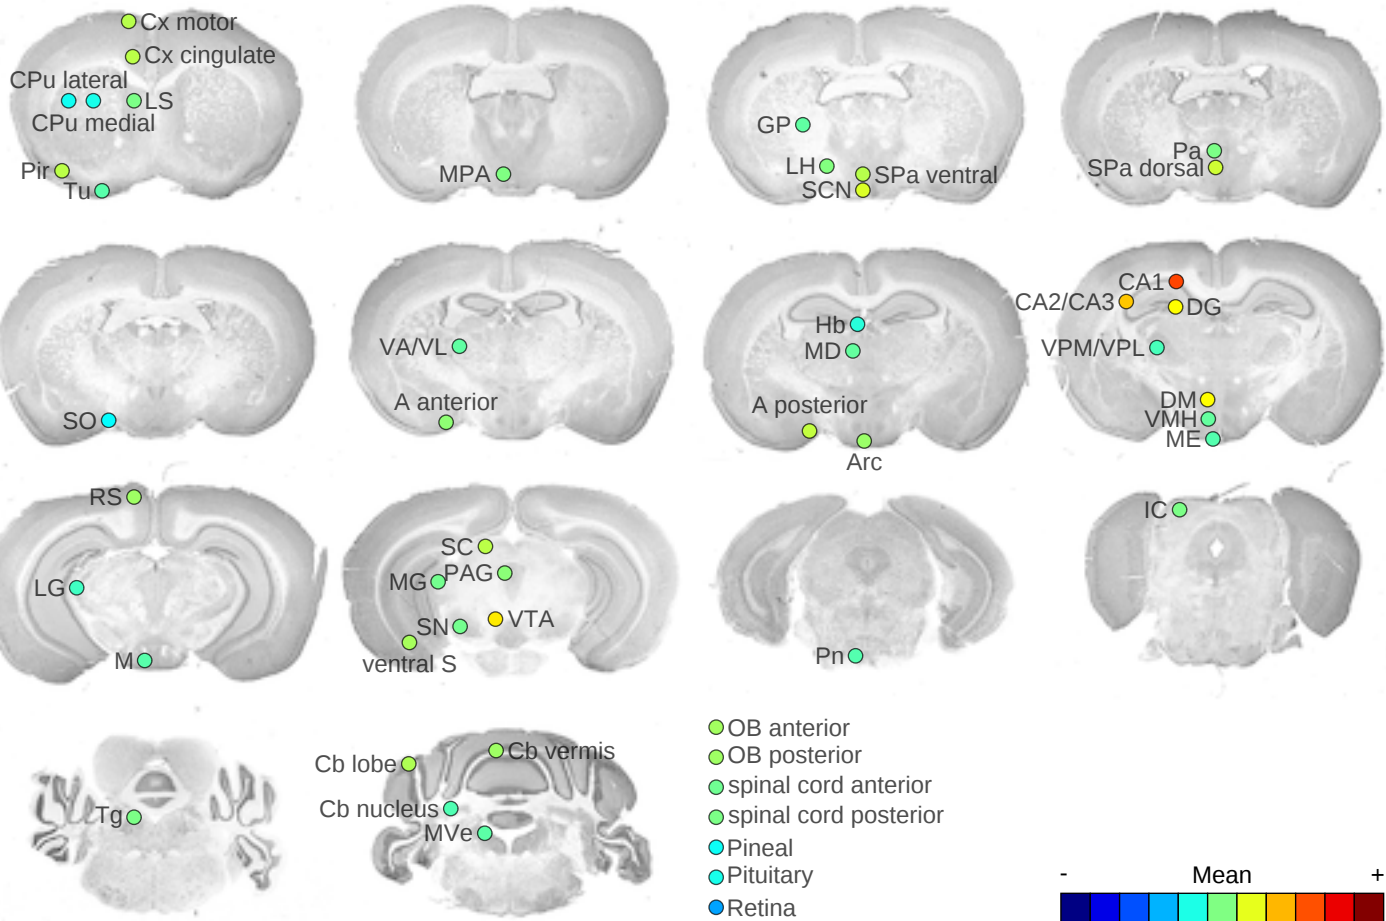 Cx motor
Cx cingulate
CPu lateral
LS
CPu medial
Pir
Tu
MPA
GP
LH
SPa ventral
SCN
Pa
SPa dorsal
SO
VA/VL
A anterior
Hb
MD
A posterior
Arc
CA1
CA2/CA3
DG
VPM/VPL
DM
VMH
ME
RS
LG
M
SC
PAG
MG
SN
VTA
ventral S
Pn
IC
Tg
Cb vermis
Cb lobe
Cb nucleus
MVe
OB anterior
OB posterior
spinal cord anterior
spinal cord posterior
Pineal
Pituitary
Retina
- Mean +